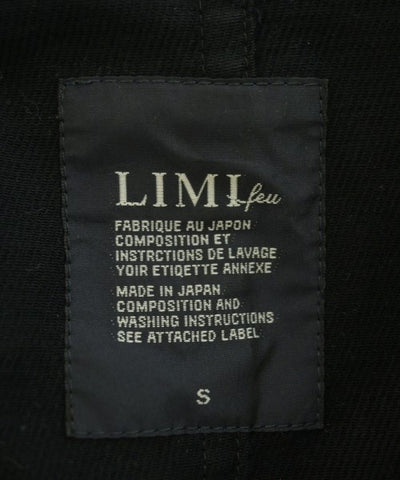 LIMI feu
FABRIQUE AU JAPON
COMPOSITION ET
INSTRCTIONS DE LAVAGE
YOIR ETIQETTE ANNEXE
MADE IN JAPAN
COMPOSITION AND
WASHING INSTRUCTIONS
SEE ATTACHED LABEL
S